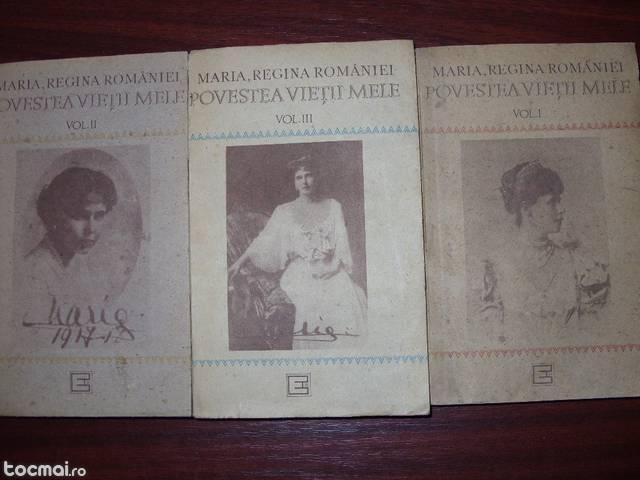 MARIA, REGINA ROMÂNIEI
POVESTEA VIEȚII MELE
VOL. II
Maria
1917-18
E
MARIA, REGINA ROMÂNIEI
POVESTEA VIEȚII MELE
VOL. III
E
MARIA, REGINA ROMÂNIEI
POVESTEA VIEȚII MELE
VOL. I
E
tocmai.ro